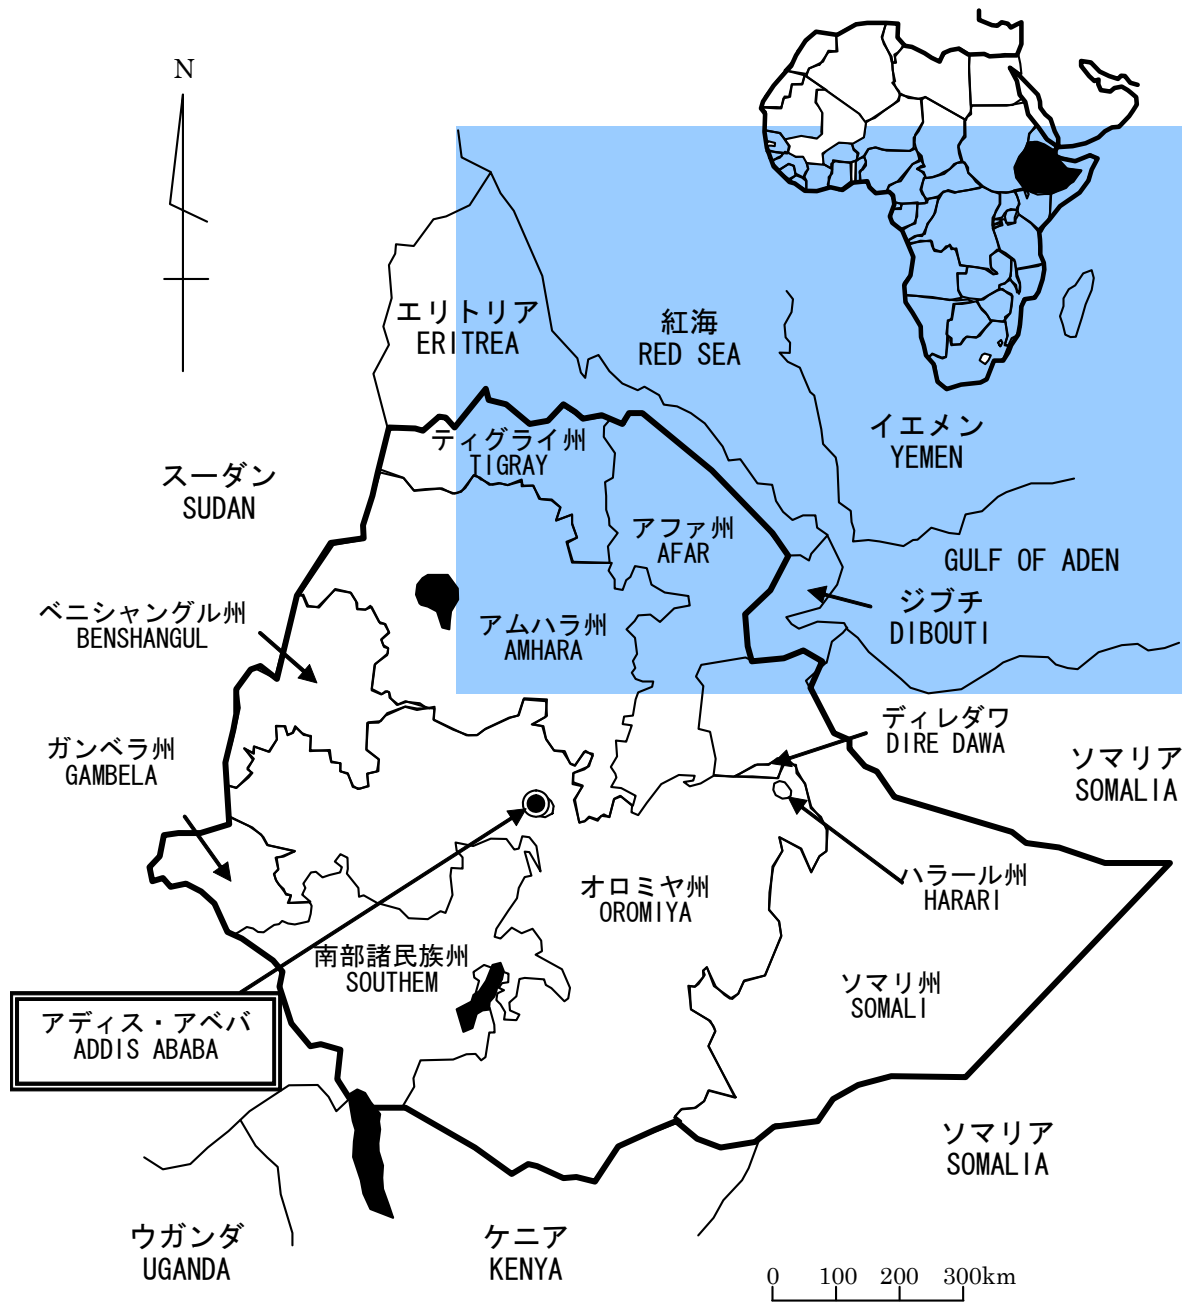 N
エリトリア
ERITREA
紅海
RED SEA
イエメン
YEMEN
ティグライ州
TIGRAY
スーダン
SUDAN
アファ州
AFAR
GULF OF ADEN
ジブチ
DIBOUTI
ベニシャングル州
BENSHANGUL
アムハラ州
AMHARA
ディレダワ
DIRE DAWA
ガンベラ州
GAMBELA
ソマリア
SOMALIA
オロミヤ州
OROMIYA
ハラール州
HARARI
南部諸民族州
SOUTHEM
ソマリ州
SOMALI
アディス・アベバ
ADDIS ABABA
ソマリア
SOMALIA
ウガンダ
UGANDA
ケニア
KENYA
0 100 200 300km